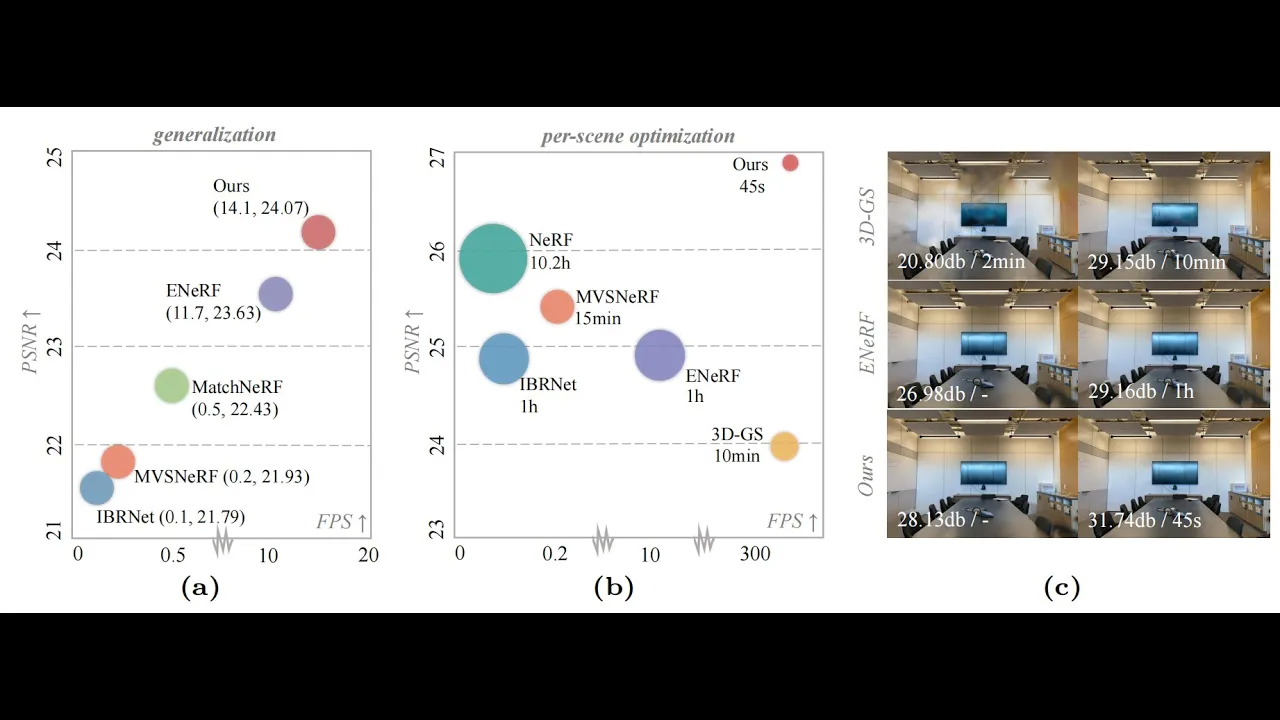 generalization
25
24
23
22
21
PSNR ↑
Ours
(14.1, 24.07)
ENeRF
(11.7, 23.63)
MatchNeRF
(0.5, 22.43)
MVSNeRF (0.2, 21.93)
IBRNet (0.1, 21.79)
FPS ↑
0 0.5 10 20
(a)
per-scene optimization
27
26
25
24
23
PSNR ↑
Ours
45s
NeRF
10.2h
MVSNeRF
15min
IBRNet
1h
ENeRF
1h
3D-GS
10min
FPS ↑
0 0.2 10 300
(b)
3D-GS
20.80db / 2min
29.15db / 10min
ENeRF
26.98db / -
29.16db / 1h
Ours
28.13db / -
31.74db / 45s
(c)